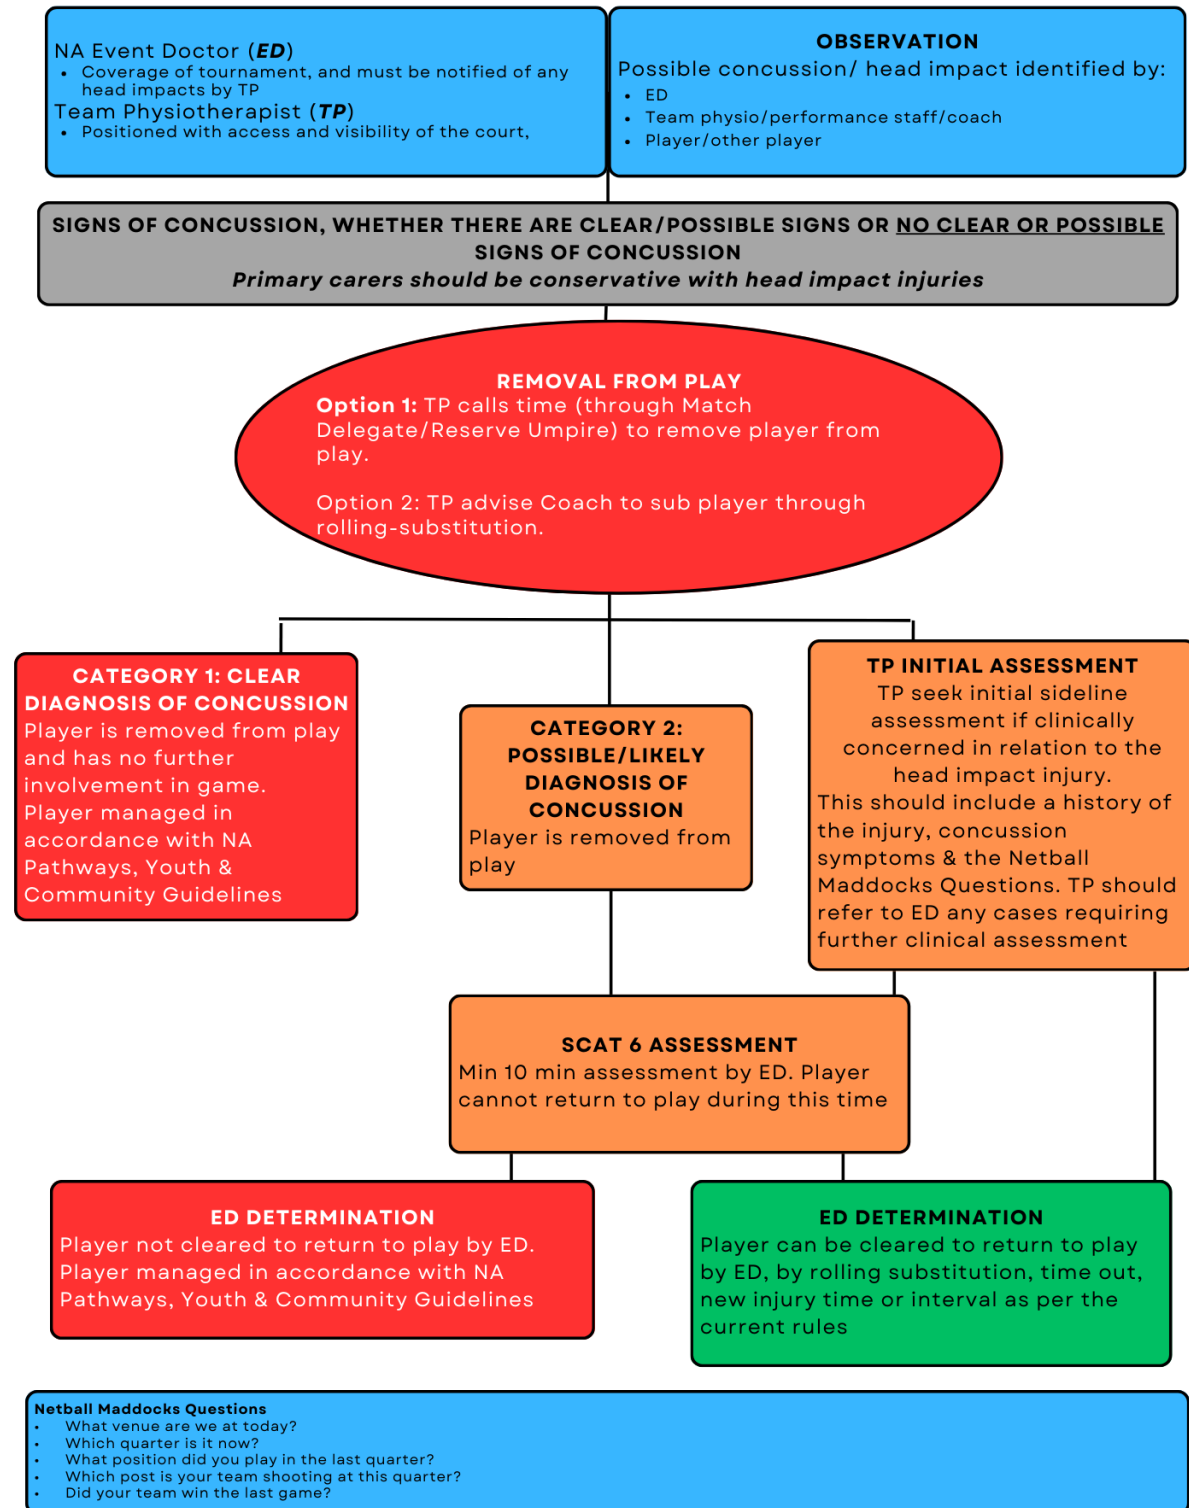 NA Event Doctor (ED)
• Coverage of tournament, and must be notified of any
head impacts by TP
Team Physiotherapist (TP)
• Positioned with access and visibility of the court,
OBSERVATION
Possible concussion/ head impact identified by:
• ED
• Team physio/performance staff/coach
• Player/other player
SIGNS OF CONCUSSION, WHETHER THERE ARE CLEAR/POSSIBLE SIGNS OR NO CLEAR OR POSSIBLE
SIGNS OF CONCUSSION
Primary carers should be conservative with head impact injuries
REMOVAL FROM PLAY
Option 1: TP calls time (through Match
Delegate/Reserve Umpire) to remove player from
play.
Option 2: TP advise Coach to sub player through
rolling-substitution.
CATEGORY 1: CLEAR
DIAGNOSIS OF CONCUSSION
Player is removed from play
and has no further
involvement in game.
Player managed in
accordance with NA
Pathways, Youth &
Community Guidelines
CATEGORY 2:
POSSIBLE/LIKELY
DIAGNOSIS OF
CONCUSSION
Player is removed from
play
TP INITIAL ASSESSMENT
TP seek initial sideline
assessment if clinically
concerned in relation to the
head impact injury.
This should include a history of
the injury, concussion
symptoms & the Netball
Maddocks Questions. TP should
refer to ED any cases requiring
further clinical assessment
SCAT 6 ASSESSMENT
Min 10 min assessment by ED. Player
cannot return to play during this time
ED DETERMINATION
Player not cleared to return to play by ED.
Player managed in accordance with NA
Pathways, Youth & Community Guidelines
ED DETERMINATION
Player can be cleared to return to play
by ED, by rolling substitution, time out,
new injury time or interval as per the
current rules
Netball Maddocks Questions
• What venue are we at today?
• Which quarter is it now?
• What position did you play in the last quarter?
• Which post is your team shooting at this quarter?
• Did your team win the last game?